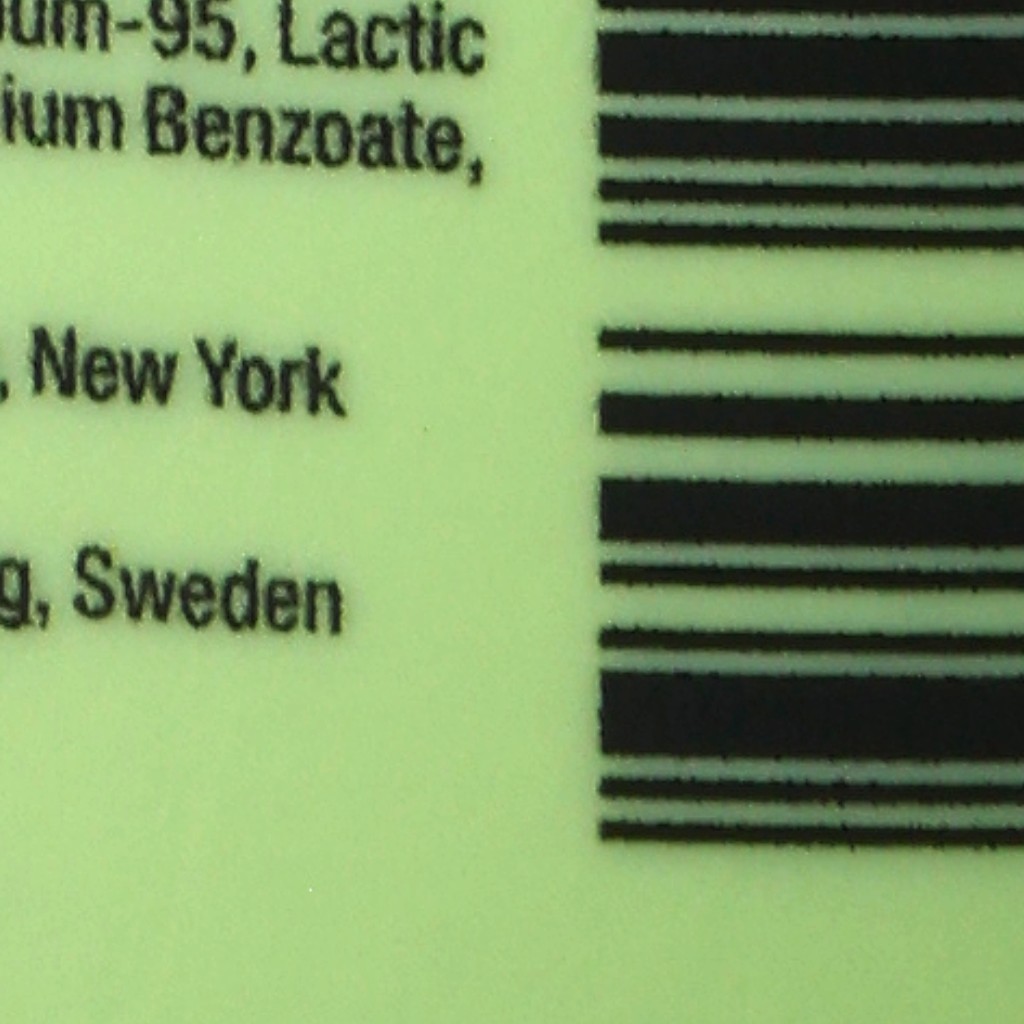 um-95, Lactic
ium Benzoate,
, New York
g, Sweden